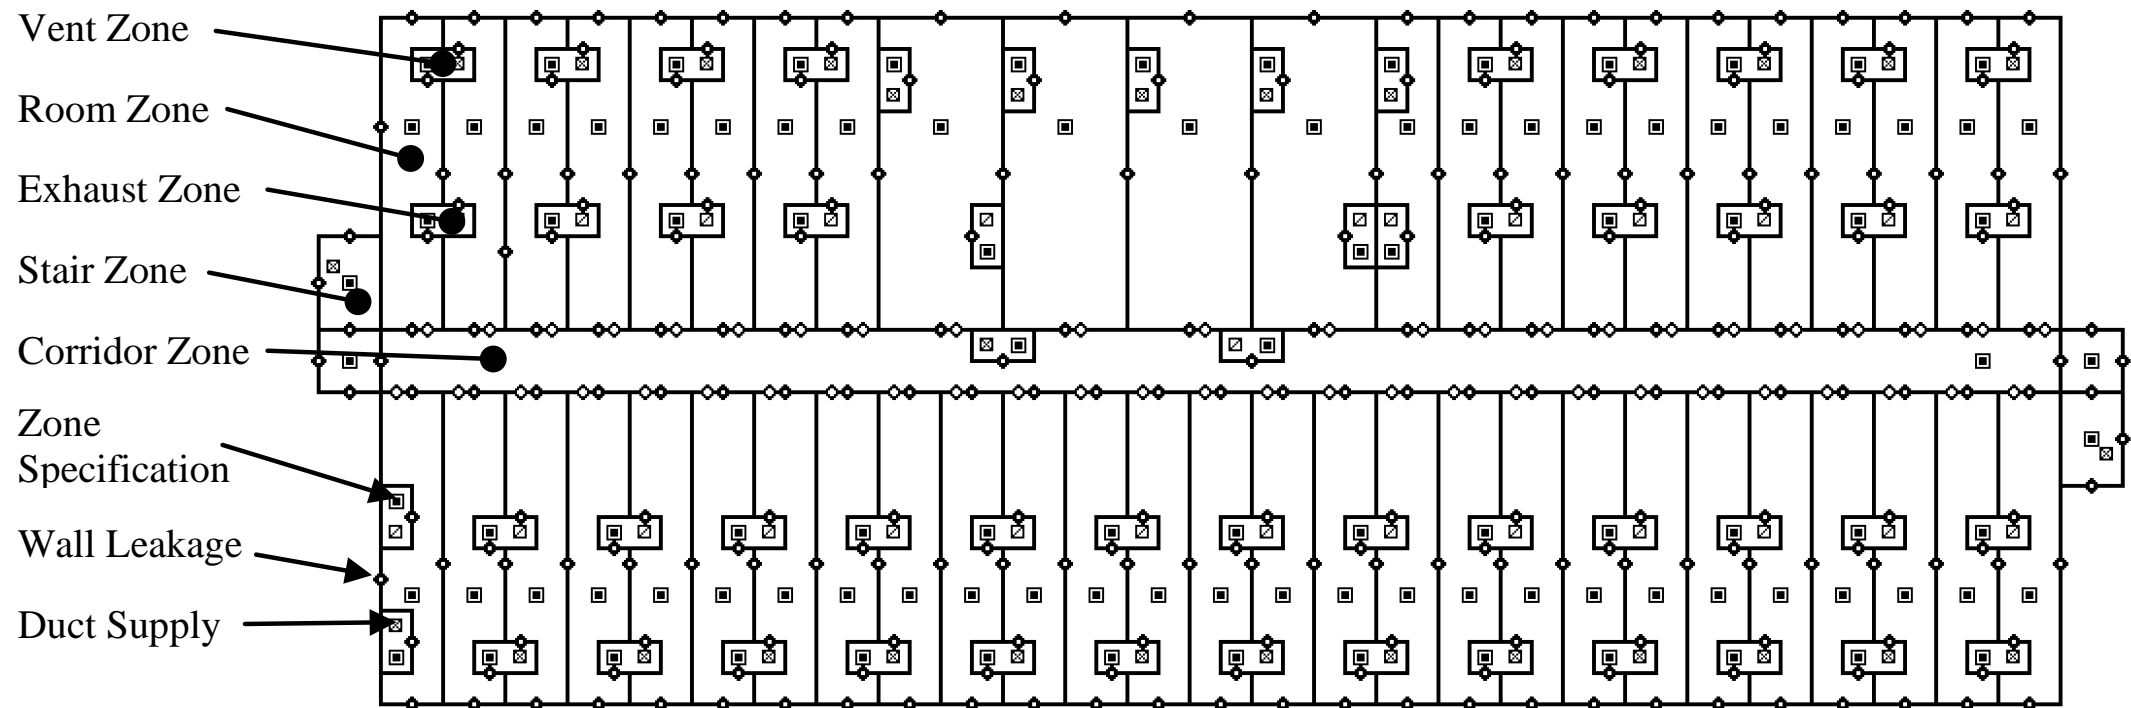 Vent Zone
Room Zone
Exhaust Zone
Stair Zone
Corridor Zone
Zone
Specification
Wall Leakage
Duct Supply